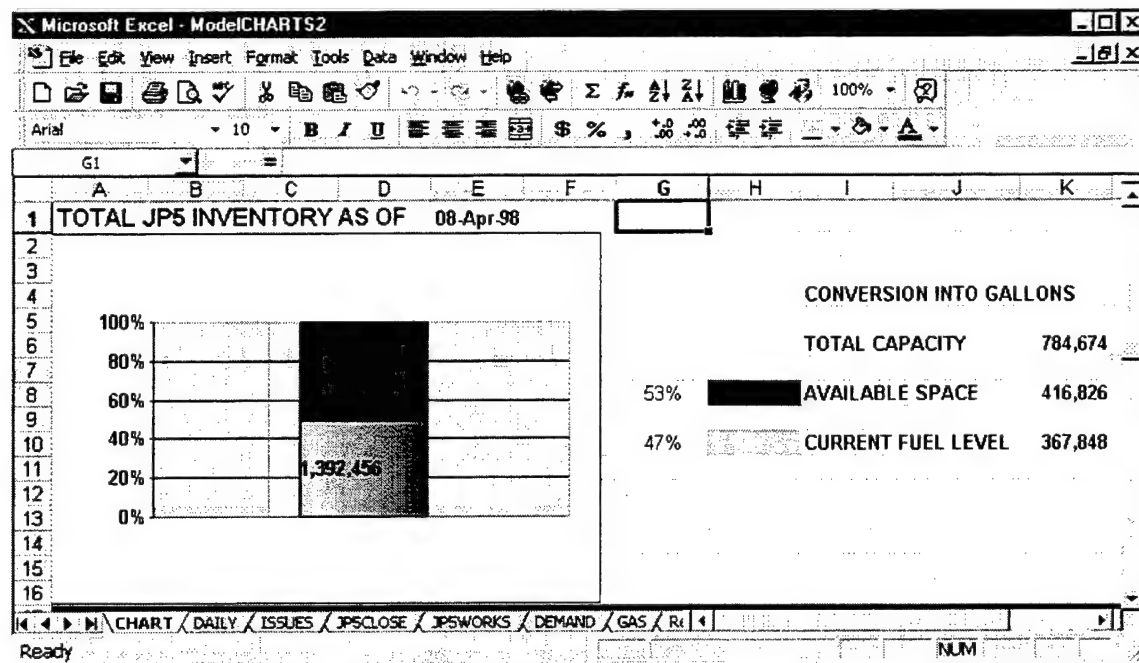 Microsoft Excel - ModelCHARTS2
File Edit View Insert Format Tools Data Window Help
100%
Arial 10 B I U $ % ,
G1 =
A B C D E F G H I J K
1 TOTAL JP5 INVENTORY AS OF 08-Apr-98
2
3
4 CONVERSION INTO GALLONS
5 100%
6 80% TOTAL CAPACITY 784,674
7
8 60% 53% AVAILABLE SPACE 416,826
9
10 40% 47% CURRENT FUEL LEVEL 367,848
11 1,392,456
12 20%
13 0%
14
15
16
CHART DAILY ISSUES JP5CLOSE JP5WORKS DEMAND GAS
Ready NUM